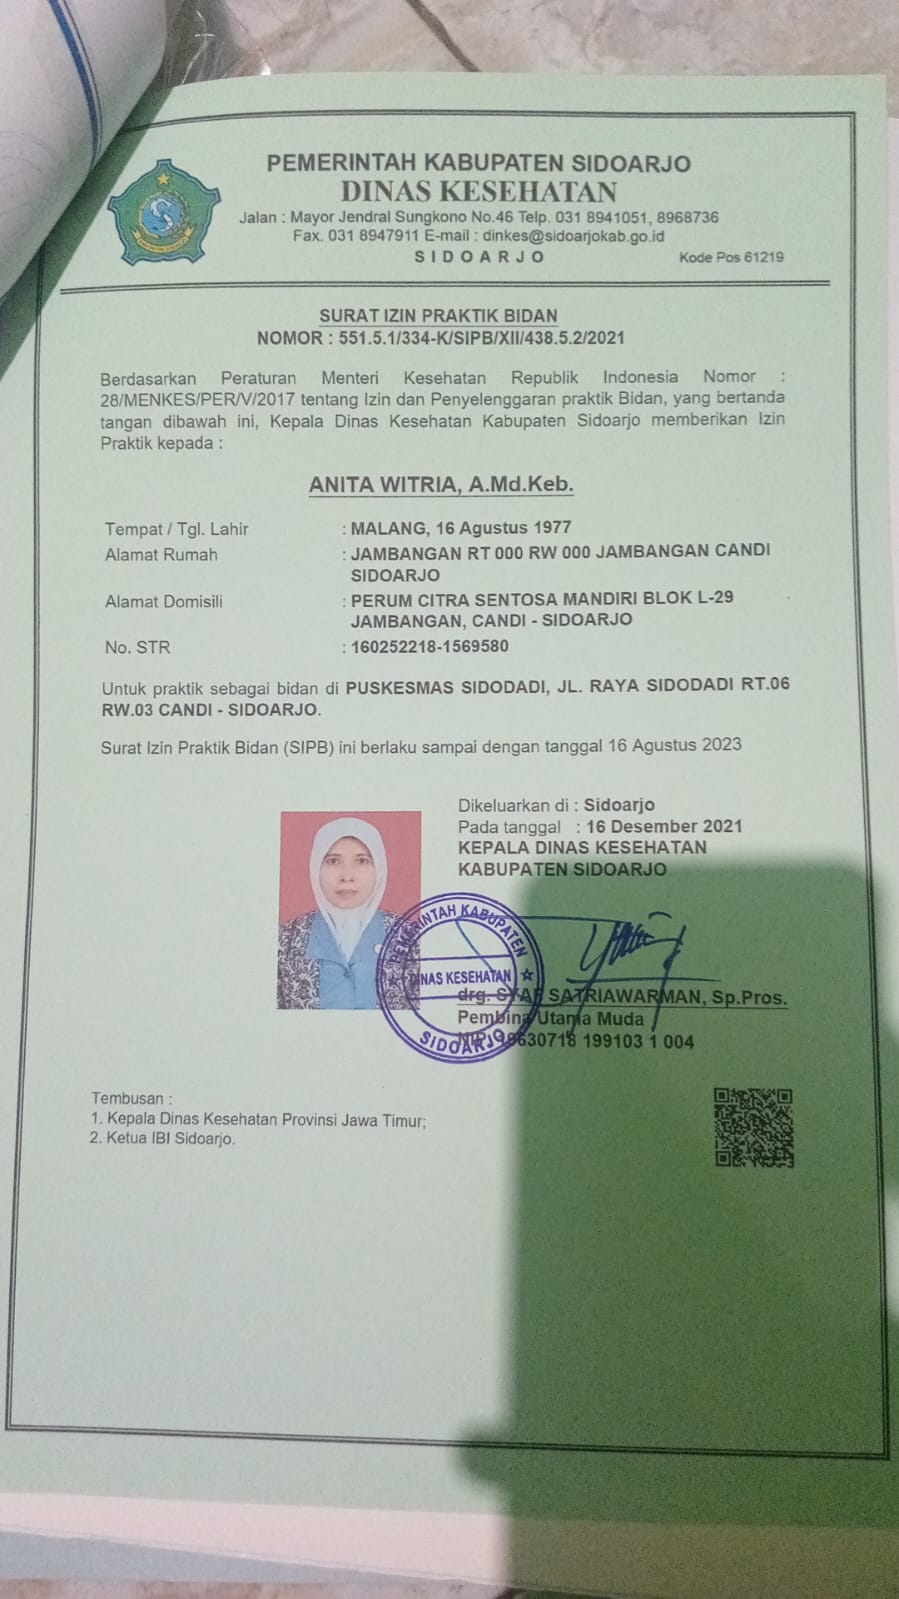 PEMERINTAH KABUPATEN SIDOARJO
DINAS KESEHATAN
Jalan : Mayor Jendral Sungkono No.46 Telp. 031 8941051, 8968736
Fax. 031 8947911 E-mail : dinkes@sidoarjokab.go.id
SIDOARJO Kode Pos 61219
SURAT IZIN PRAKTIK BIDAN
NOMOR : 551.5.1/334-K/SIPB/XII/438.5.2/2021
Berdasarkan Peraturan Menteri Kesehatan Republik Indonesia Nomor :
28/MENKES/PER/V/2017 tentang Izin dan Penyelenggaran praktik Bidan, yang bertanda
tangan dibawah ini, Kepala Dinas Kesehatan Kabupaten Sidoarjo memberikan Izin
Praktik kepada :
ANITA WITRIA, A.Md.Keb.
Tempat / Tgl. Lahir : MALANG, 16 Agustus 1977
Alamat Rumah : JAMBANGAN RT 000 RW 000 JAMBANGAN CANDI
SIDOARJO
Alamat Domisili : PERUM CITRA SENTOSA MANDIRI BLOK L-29
JAMBANGAN, CANDI - SIDOARJO
No. STR : 160252218-1569580
Untuk praktik sebagai bidan di PUSKESMAS SIDODADI, JL. RAYA SIDODADI RT.06
RW.03 CANDI - SIDOARJO.
Surat Izin Praktik Bidan (SIPB) ini berlaku sampai dengan tanggal 16 Agustus 2023
Dikeluarkan di : Sidoarjo
Pada tanggal : 16 Desember 2021
KEPALA DINAS KESEHATAN
KABUPATEN SIDOARJO
PEMERINTAH KABUPATEN
DINAS KESEHATAN
SIDOARJO
drg. SYAF SATRIAWARMAN, Sp.Pros.
Pembina Utama Muda
NIP. 19630718 199103 1 004
Tembusan :
1. Kepala Dinas Kesehatan Provinsi Jawa Timur;
2. Ketua IBI Sidoarjo.